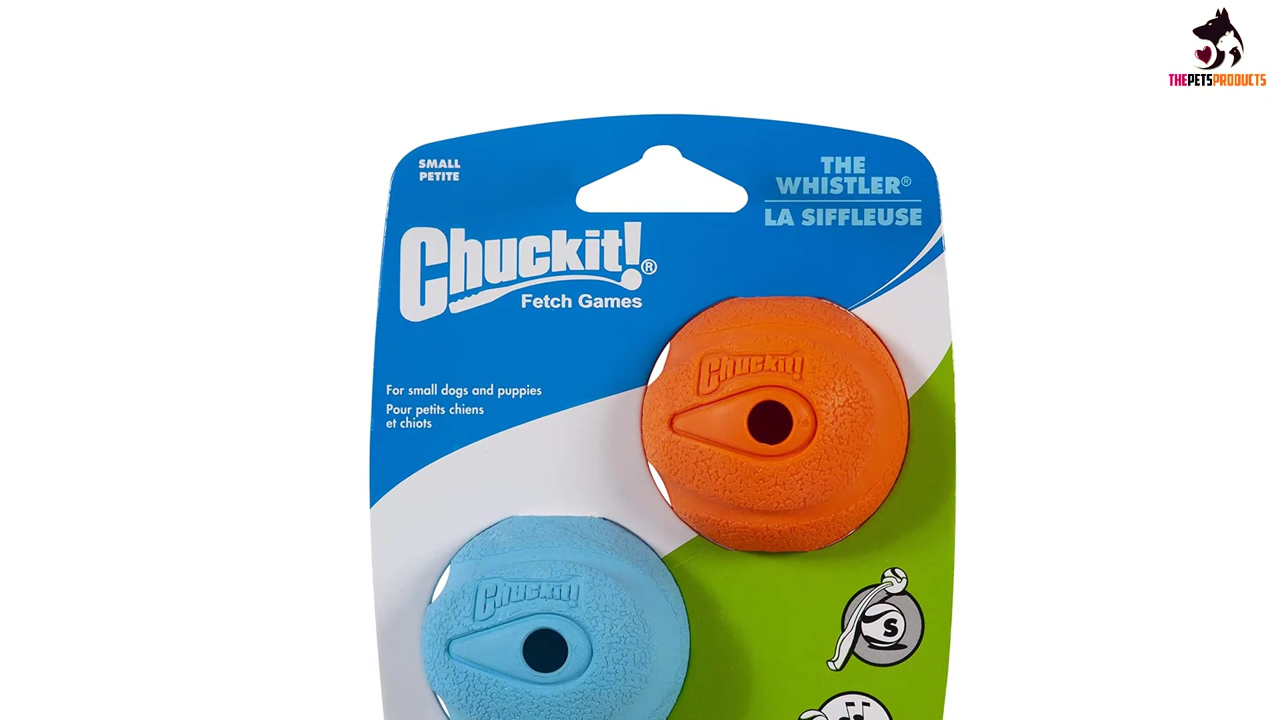 THEPETSPRODUCTS
SMALL
PETITE
THE
WHISTLER®
LA SIFFLEUSE
Chuckit!®
Fetch Games
Chuckit!
For small dogs and puppies
Pour petits chiens
et chiots
Chuckit!
S